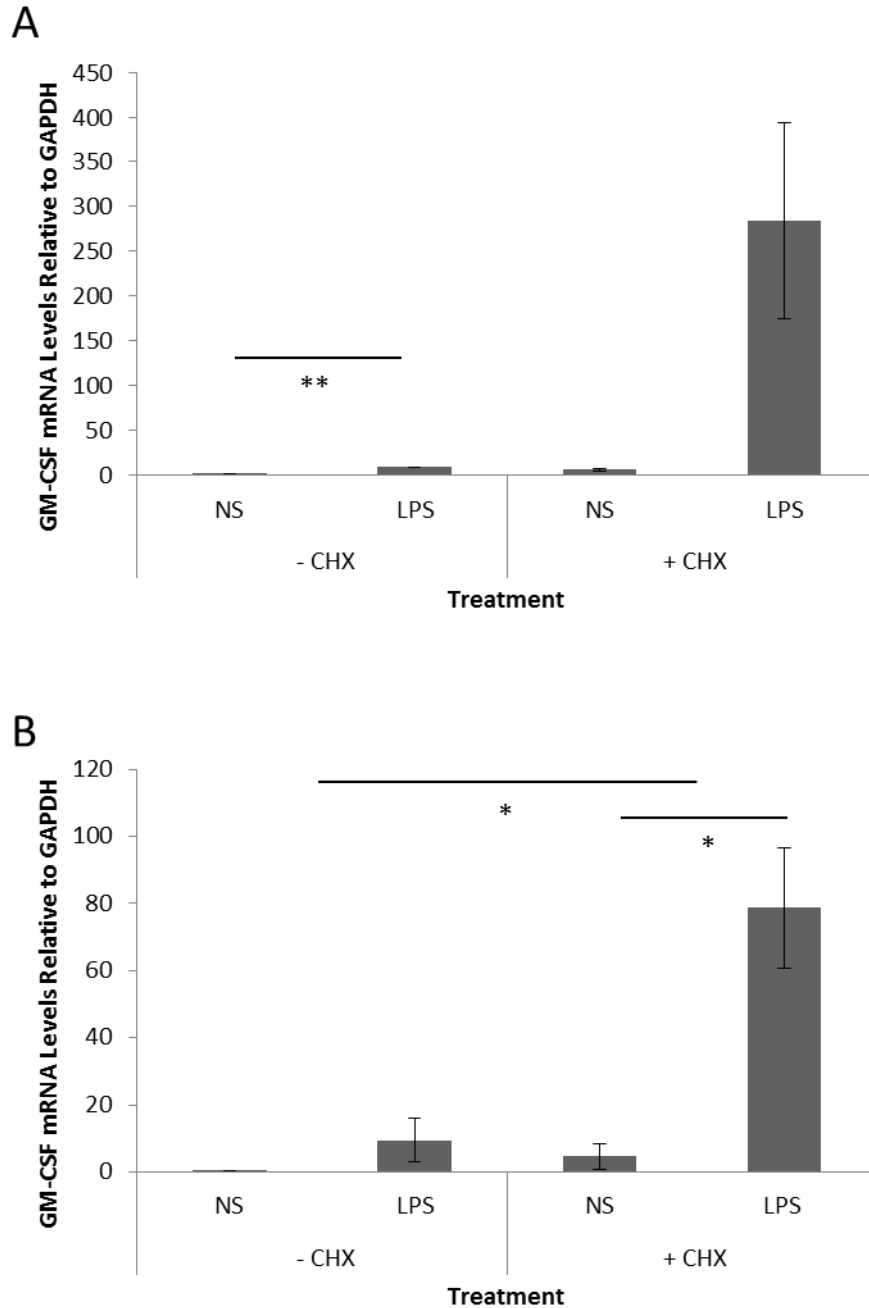 A
GM-CSF mRNA Levels Relative to GAPDH
450
400
350
300
250
200
150
100
50
0
**
NS LPS NS LPS
- CHX + CHX
Treatment
B
GM-CSF mRNA Levels Relative to GAPDH
120
100
80
60
40
20
0
*
*
NS LPS NS LPS
- CHX + CHX
Treatment